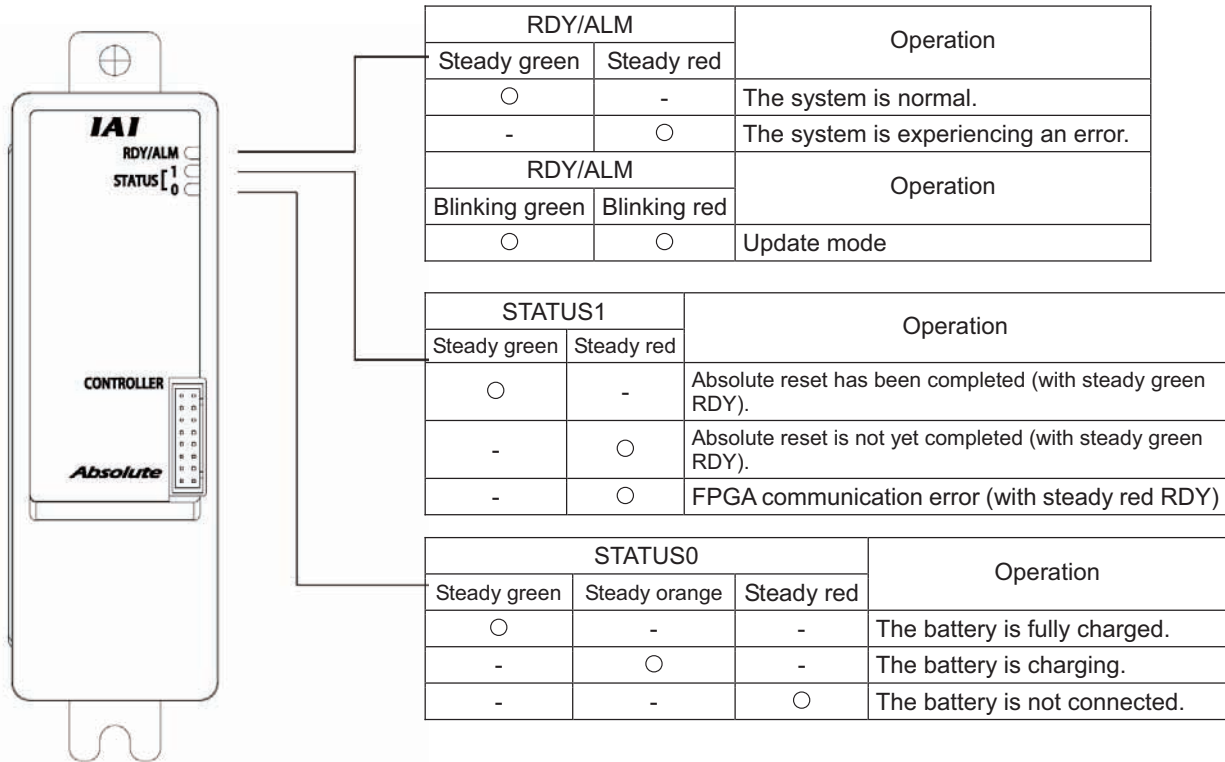 IAI
RDY/ALM
STATUS [ 1
0
CONTROLLER
Absolute
RDY/ALM Operation
Steady green Steady red
○ - The system is normal.
- ○ The system is experiencing an error.
RDY/ALM Operation
Blinking green Blinking red
○ ○ Update mode
STATUS1 Operation
Steady green Steady red
○ - Absolute reset has been completed (with steady green
RDY).
- ○ Absolute reset is not yet completed (with steady green
RDY).
- ○ FPGA communication error (with steady red RDY)
STATUS0 Operation
Steady green Steady orange Steady red
○ - - The battery is fully charged.
- ○ - The battery is charging.
- - ○ The battery is not connected.